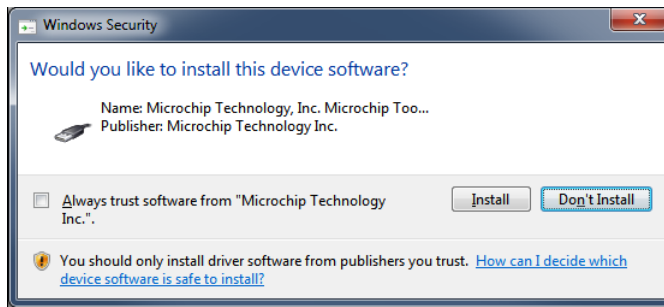 Windows Security
Would you like to install this device software?
Name: Microchip Technology, Inc. Microchip Too...
Publisher: Microchip Technology Inc.
Always trust software from "Microchip Technology
Inc.".
Install
Don't Install
You should only install driver software from publishers you trust. How can I decide which
device software is safe to install?